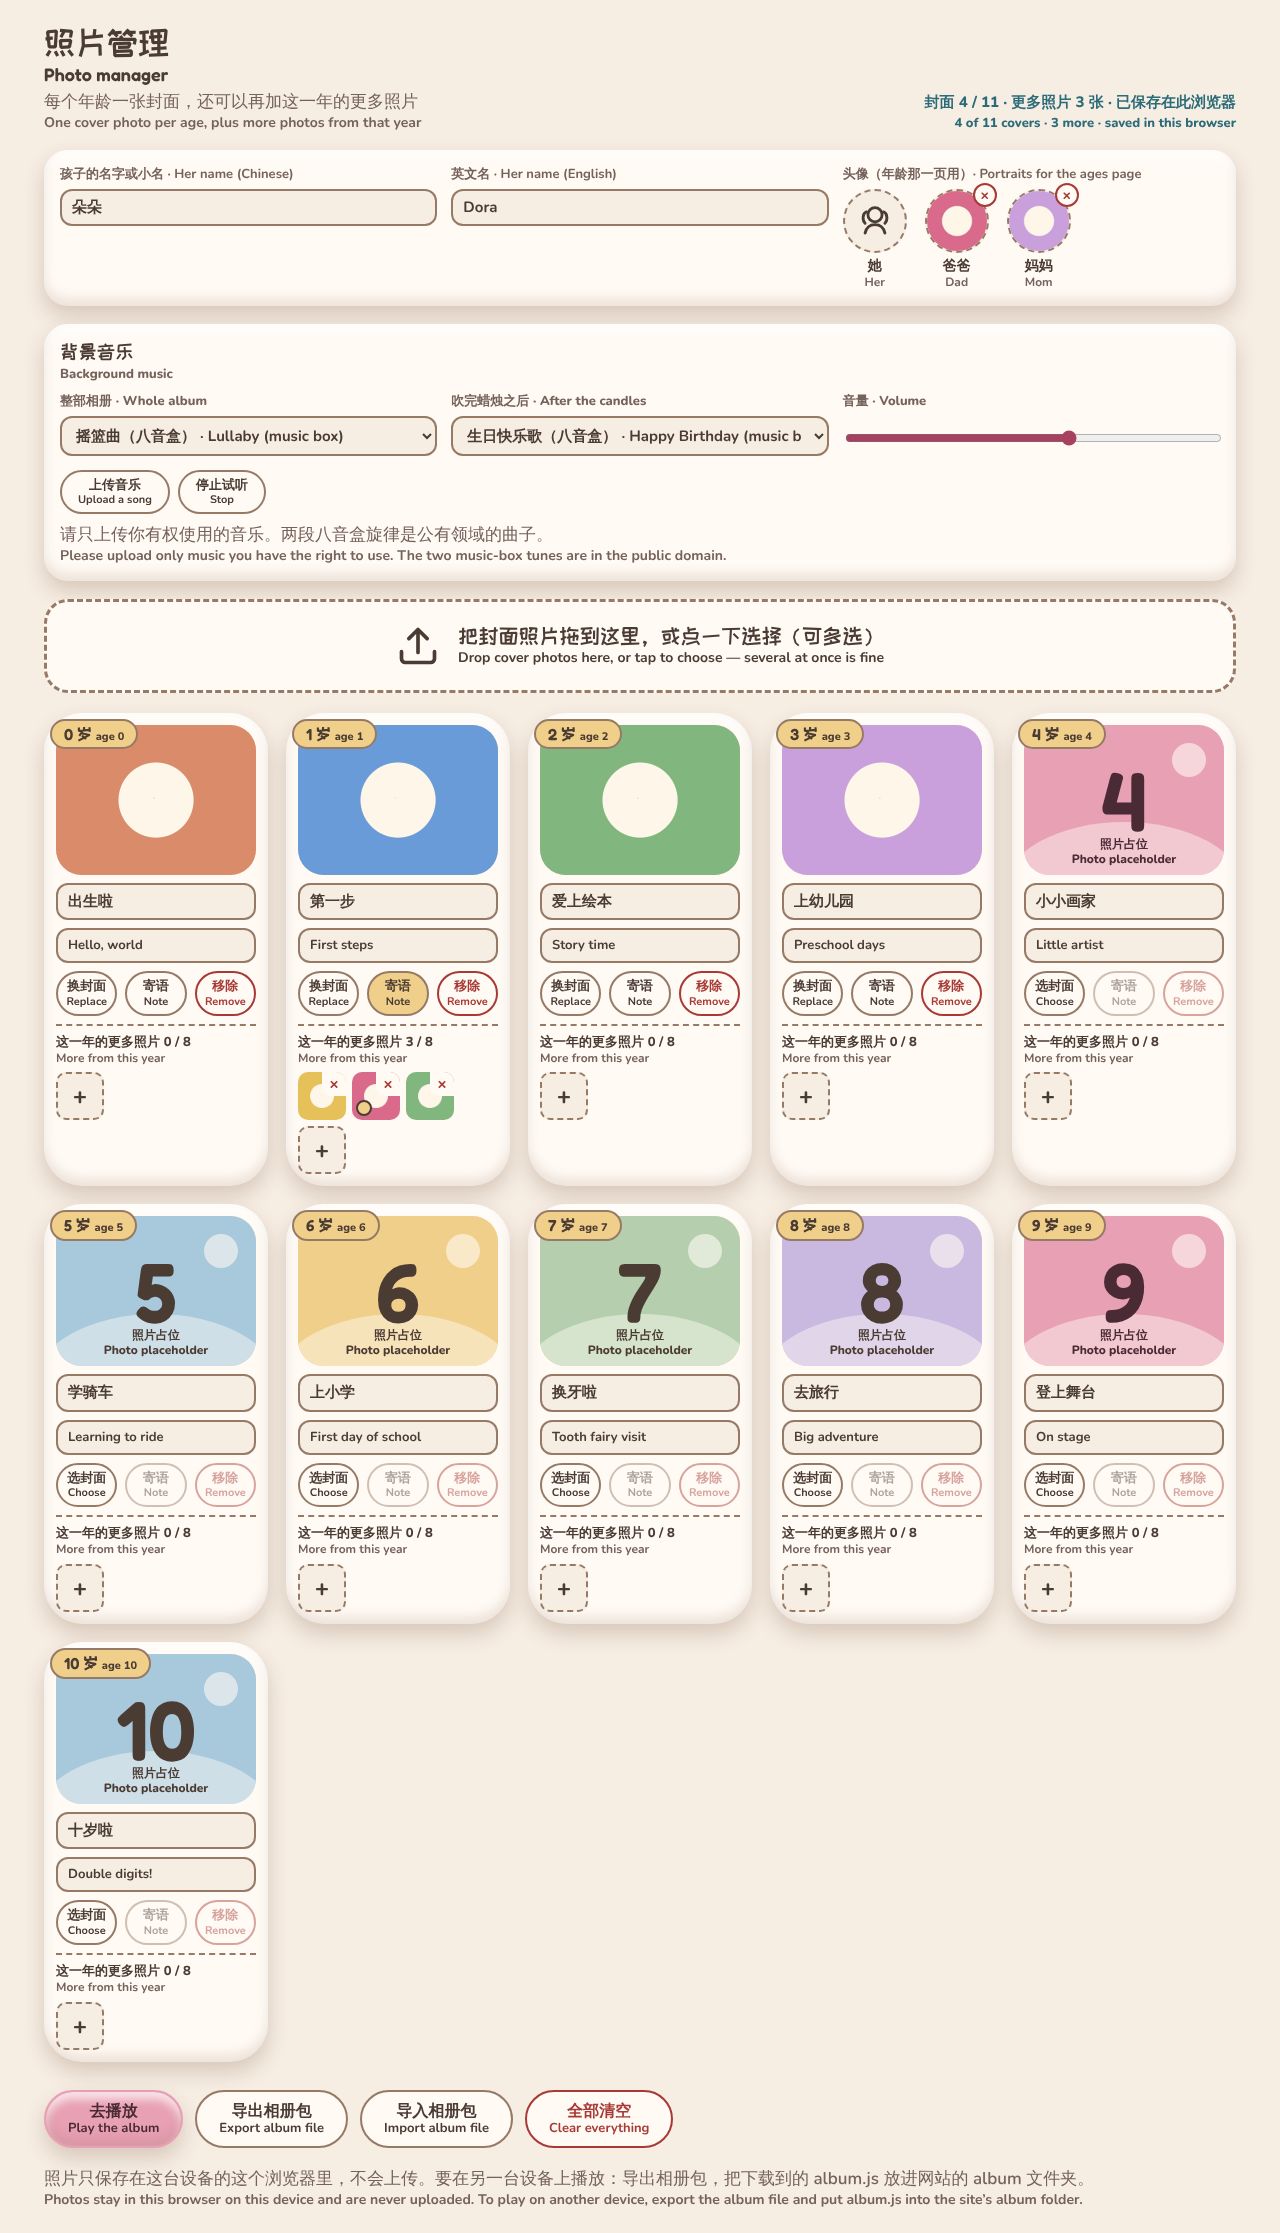 照片管理
Photo manager
每个年龄一张封面，还可以再加这一年的更多照片
One cover photo per age, plus more photos from that year
封面 4 / 11 · 更多照片 3 张 · 已保存在此浏览器
4 of 11 covers · 3 more · saved in this browser
孩子的名字或小名 · Her name (Chinese)
朵朵
英文名 · Her name (English)
Dora
头像（年龄那一页用）· Portraits for the ages page
×
×
她
Her
爸爸
Dad
妈妈
Mom
背景音乐
Background music
整部相册 · Whole album
摇篮曲（八音盒） · Lullaby (music box)
吹完蜡烛之后 · After the candles
生日快乐歌（八音盒） · Happy Birthday (music b
音量 · Volume
上传音乐
Upload a song
停止试听
Stop
请只上传你有权使用的音乐。两段八音盒旋律是公有领域的曲子。
Please upload only music you have the right to use. The two music-box tunes are in the public domain.
把封面照片拖到这里，或点一下选择（可多选）
Drop cover photos here, or tap to choose — several at once is fine
0 岁 age 0
出生啦
Hello, world
换封面
Replace
寄语
Note
移除
Remove
这一年的更多照片 0 / 8
More from this year
+
1 岁 age 1
第一步
First steps
换封面
Replace
寄语
Note
移除
Remove
这一年的更多照片 3 / 8
More from this year
×
×
×
+
2 岁 age 2
爱上绘本
Story time
换封面
Replace
寄语
Note
移除
Remove
这一年的更多照片 0 / 8
More from this year
+
3 岁 age 3
上幼儿园
Preschool days
换封面
Replace
寄语
Note
移除
Remove
这一年的更多照片 0 / 8
More from this year
+
4 岁 age 4
4
照片占位
Photo placeholder
小小画家
Little artist
选封面
Choose
寄语
Note
移除
Remove
这一年的更多照片 0 / 8
More from this year
+
5 岁 age 5
5
照片占位
Photo placeholder
学骑车
Learning to ride
选封面
Choose
寄语
Note
移除
Remove
这一年的更多照片 0 / 8
More from this year
+
6 岁 age 6
6
照片占位
Photo placeholder
上小学
First day of school
选封面
Choose
寄语
Note
移除
Remove
这一年的更多照片 0 / 8
More from this year
+
7 岁 age 7
7
照片占位
Photo placeholder
换牙啦
Tooth fairy visit
选封面
Choose
寄语
Note
移除
Remove
这一年的更多照片 0 / 8
More from this year
+
8 岁 age 8
8
照片占位
Photo placeholder
去旅行
Big adventure
选封面
Choose
寄语
Note
移除
Remove
这一年的更多照片 0 / 8
More from this year
+
9 岁 age 9
9
照片占位
Photo placeholder
登上舞台
On stage
选封面
Choose
寄语
Note
移除
Remove
这一年的更多照片 0 / 8
More from this year
+
10 岁 age 10
10
照片占位
Photo placeholder
十岁啦
Double digits!
选封面
Choose
寄语
Note
移除
Remove
这一年的更多照片 0 / 8
More from this year
+
去播放
Play the album
导出相册包
Export album file
导入相册包
Import album file
全部清空
Clear everything
照片只保存在这台设备的这个浏览器里，不会上传。要在另一台设备上播放：导出相册包，把下载到的 album.js 放进网站的 album 文件夹。
Photos stay in this browser on this device and are never uploaded. To play on another device, export the album file and put album.js into the site's album folder.